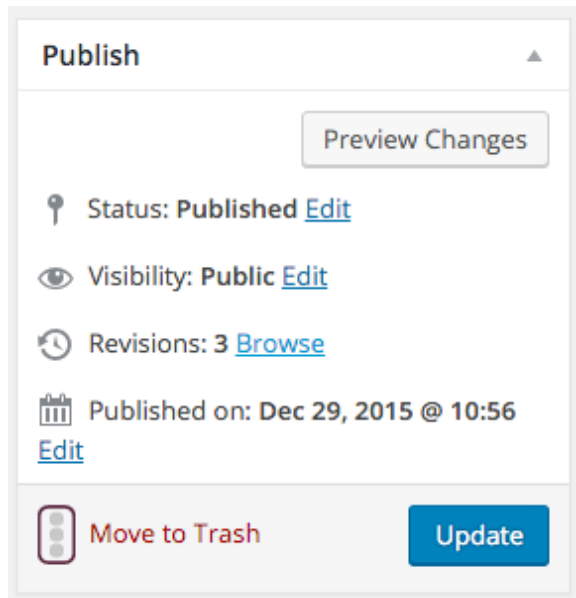 Publish
Preview Changes
Status: Published Edit
Visibility: Public Edit
Revisions: 3 Browse
Published on: Dec 29, 2015 @ 10:56
Edit
Move to Trash
Update